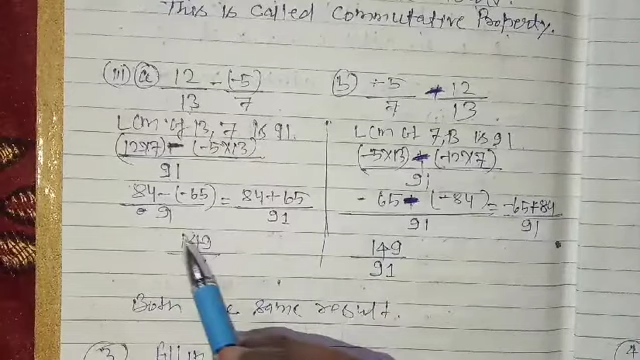 This is called Commutative Property.
(iii) (a) 12/13 - (-5)/7
LCM of 13, 7 is 91.
(12×7) - (-5×13) / 91
84 - (-65) / 91 = 84+65 / 91
149
(b) -5/7 + 12/13
LCM of 7, 13 is 91
(-5×13) + (-12×7) / 91
-65 + (-84) / 91 = -65+84 / 91
149/91
Both same result.